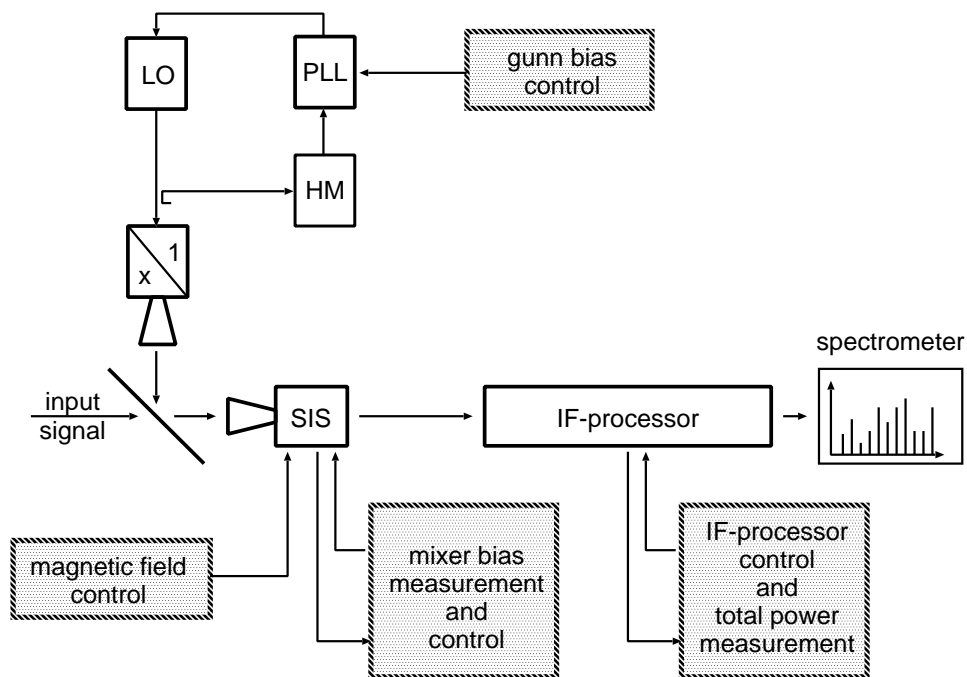 LO
PLL
gunn bias
control
HM
1
x
spectrometer
input
signal
SIS
IF-processor
magnetic field
control
mixer bias
measurement
and
control
IF-processor
control
and
total power
measurement